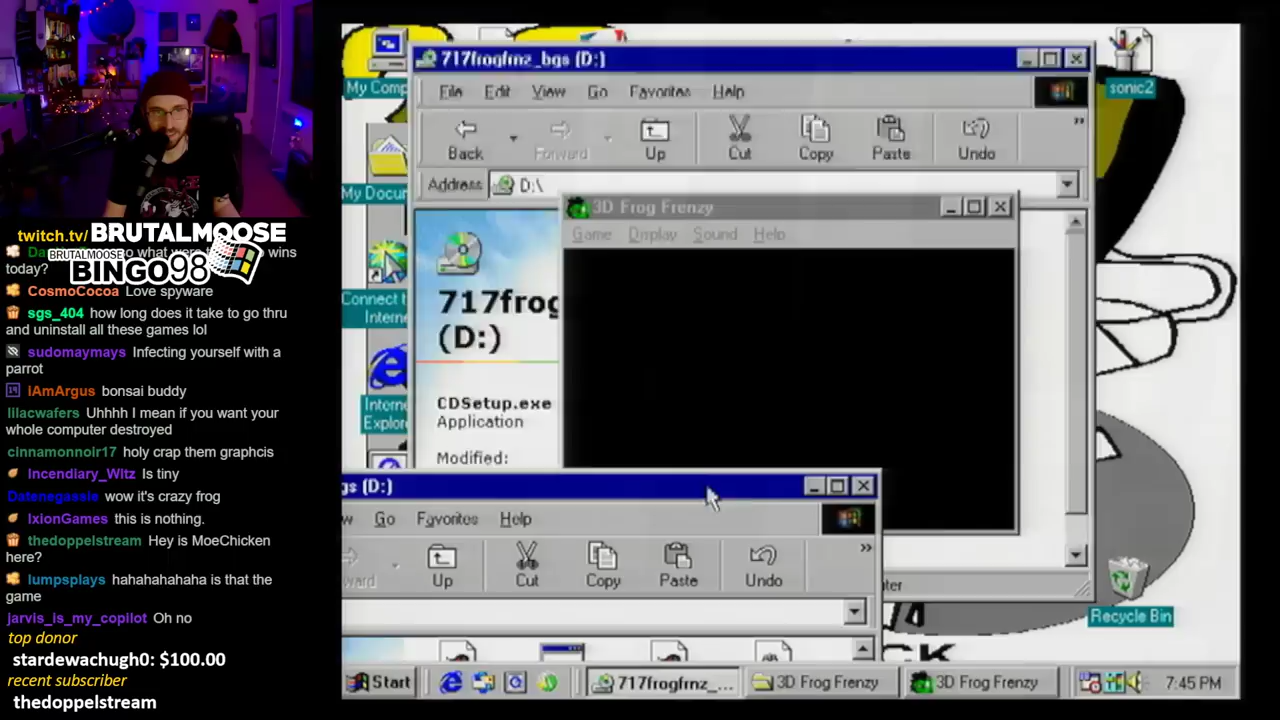 twitch.tv/BRUTALMOOSE
BRUTALMOOSE
BINGO98
wins
today?
CosmoCocoa Love spyware
sgs_404 how long does it take to go thru
and uninstall all these games lol
sudomaymays Infecting yourself with a
parrot
IAmArgus bonsai buddy
lilacwafers Uhhhh I mean if you want your
whole computer destroyed
cinnamonnoir17 holy crap them graphcis
Incendiary_Witz Is tiny
Datenegassie wow it's crazy frog
IxionGames this is nothing.
thedoppelstream Hey is MoeChicken
here?
lumpsplays hahahahahaha is that the
game
jarvis_is_my_copilot Oh no
top donor
stardewachugh0: $100.00
recent subscriber
thedoppelstream
My Comp
My Docum
Connect t
Interne
Interne
Explore
sonic2
Recycle Bin
717frogfrnz_bgs (D:)
File Edit View Go Favorites Help
Back Forward Up Cut Copy Paste Undo
Address D:\
717frog
(D:)
CDSetup.exe
Application
Modified:
3D Frog Frenzy
Game Display Sound Help
gs (D:)
w Go Favorites Help
ward Up Cut Copy Paste Undo
Start 717frogfrnz_... 3D Frog Frenzy 3D Frog Frenzy 7:45 PM